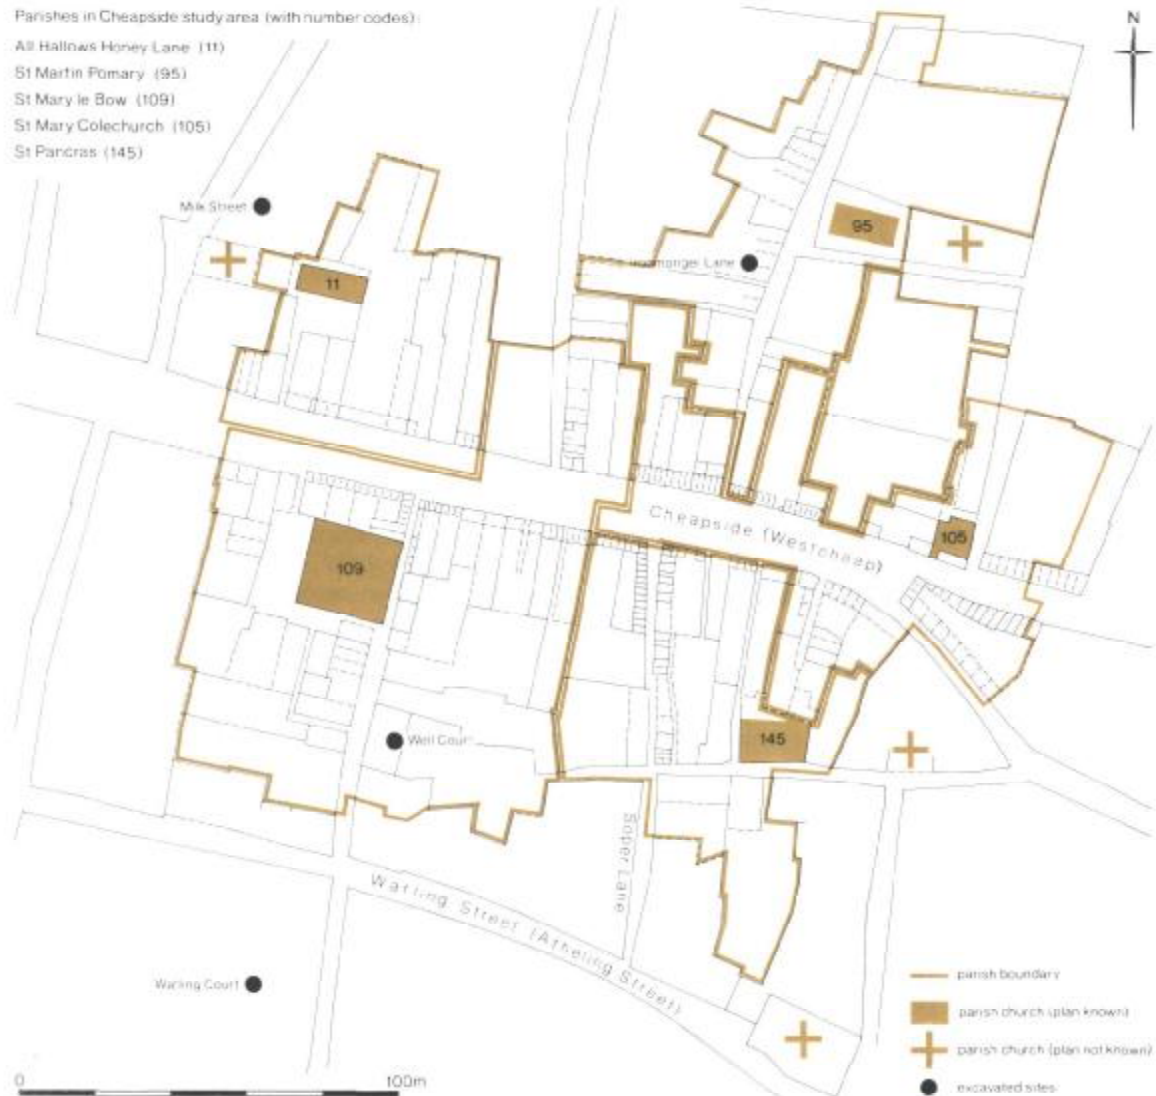 Parishes in Cheapside study area (with number codes)
N
All Hallows Honey Lane (11)
St Martin Pomary (95)
St Mary le Bow (109)
St Mary Colechurch (105)
St Pancras (145)
Milk Street
95
Ironmonger Lane
11
Cheapside (Westcheap)
105
109
145
Well Court
Soper Lane
Watling Street (Atheling Street)
Watling Court
parish boundary
parish church (plan known)
parish church (plan not known)
excavated sites
0
100m